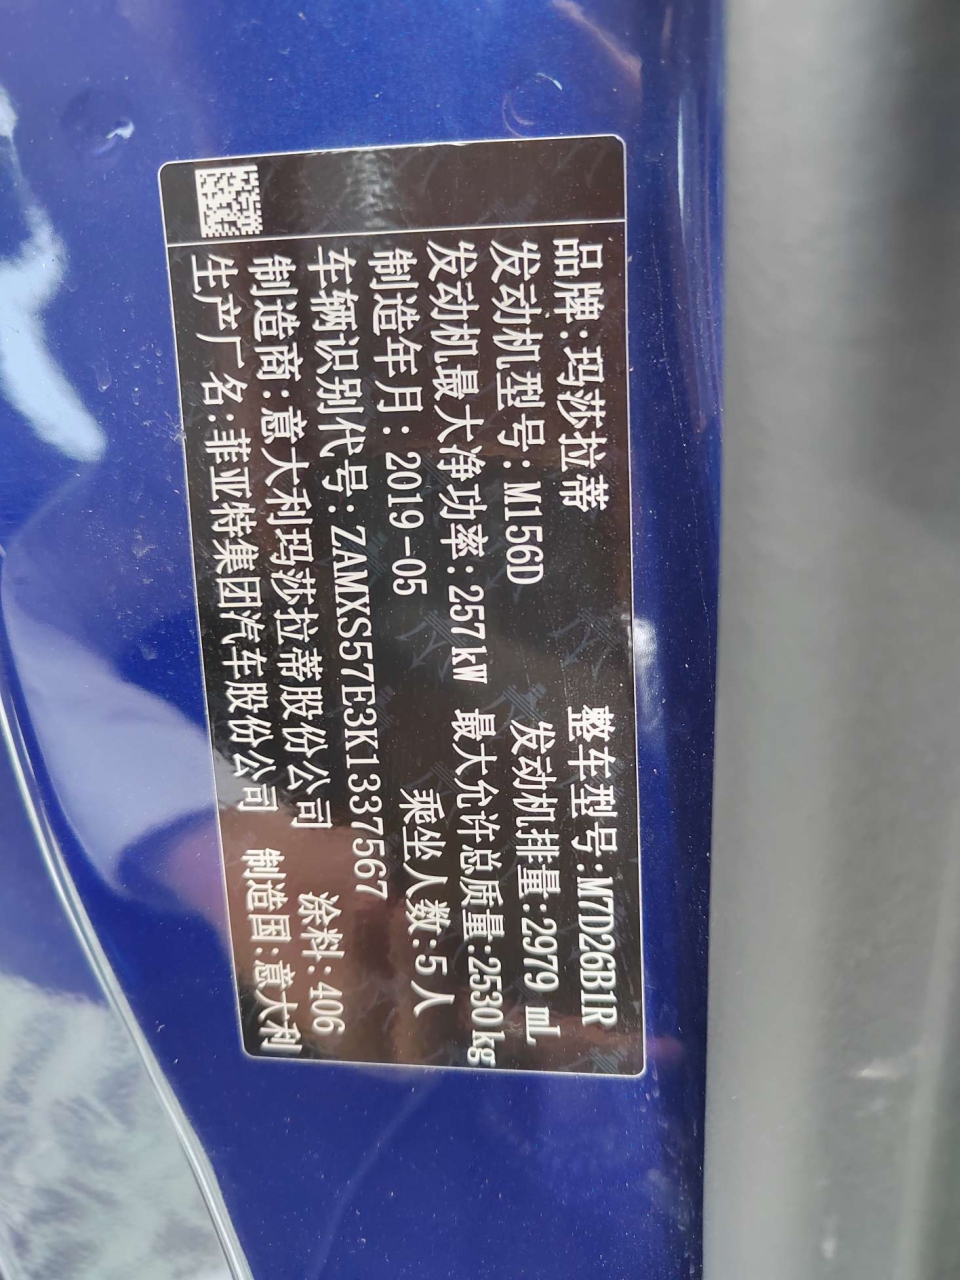 品牌:玛莎拉蒂 整车型号:M7D26B1R
发动机型号:M156D 发动机排量:2979 mL
发动机最大净功率:257kW 最大允许总质量:2530kg
制造年月:2019-05 乘坐人数:5人
车辆识别代号:ZAMXS57E3K1337567
制造商:意大利玛莎拉蒂股份公司 涂料:406
生产厂名:菲亚特集团汽车股份公司 制造国:意大利